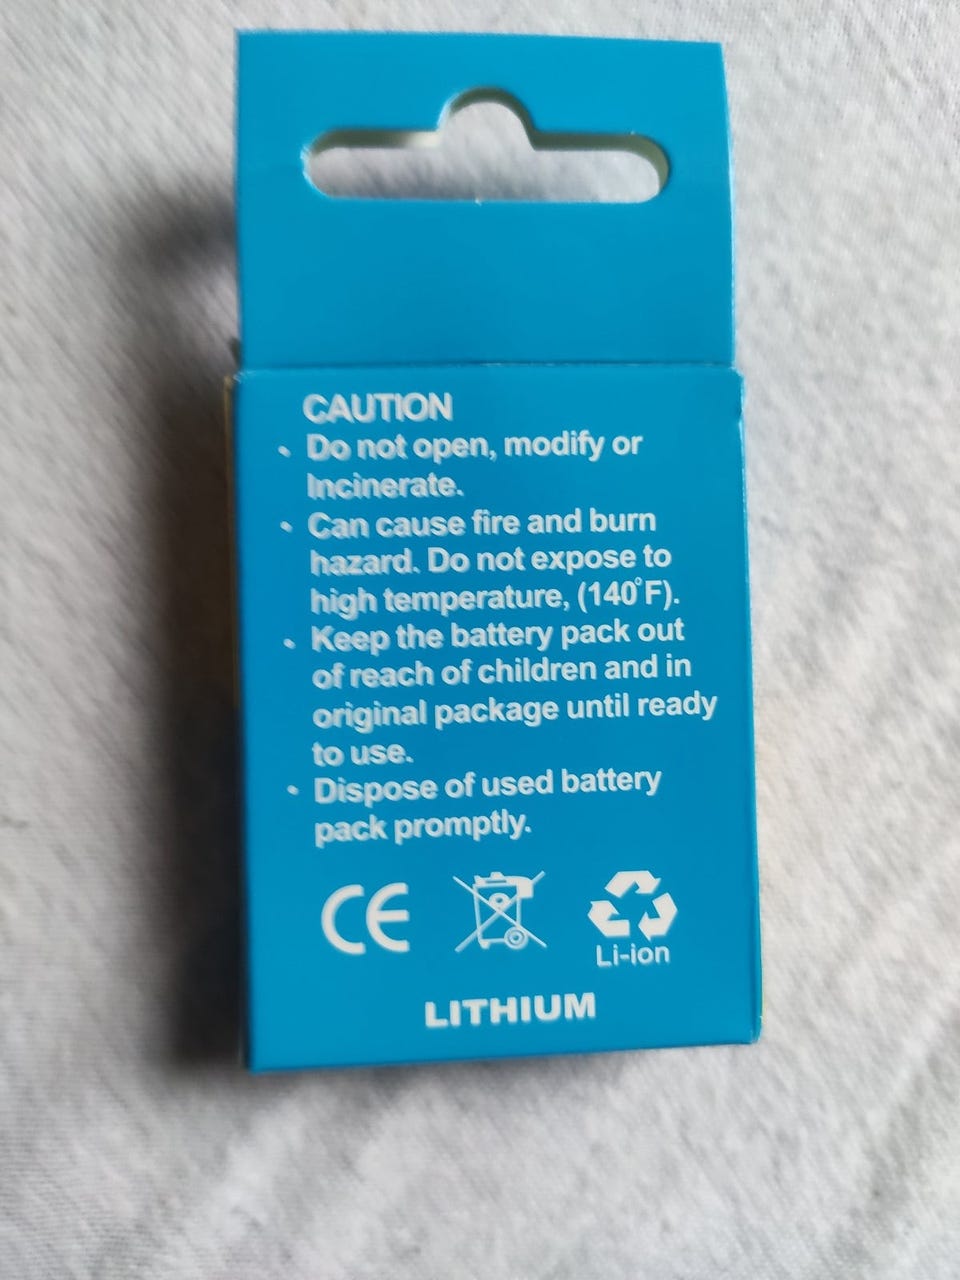 CAUTION
• Do not open, modify or
Incinerate.
• Can cause fire and burn
hazard. Do not expose to
high temperature, (140°F).
• Keep the battery pack out
of reach of children and in
original package until ready
to use.
• Dispose of used battery
pack promptly.
CE
Li-ion
LITHIUM